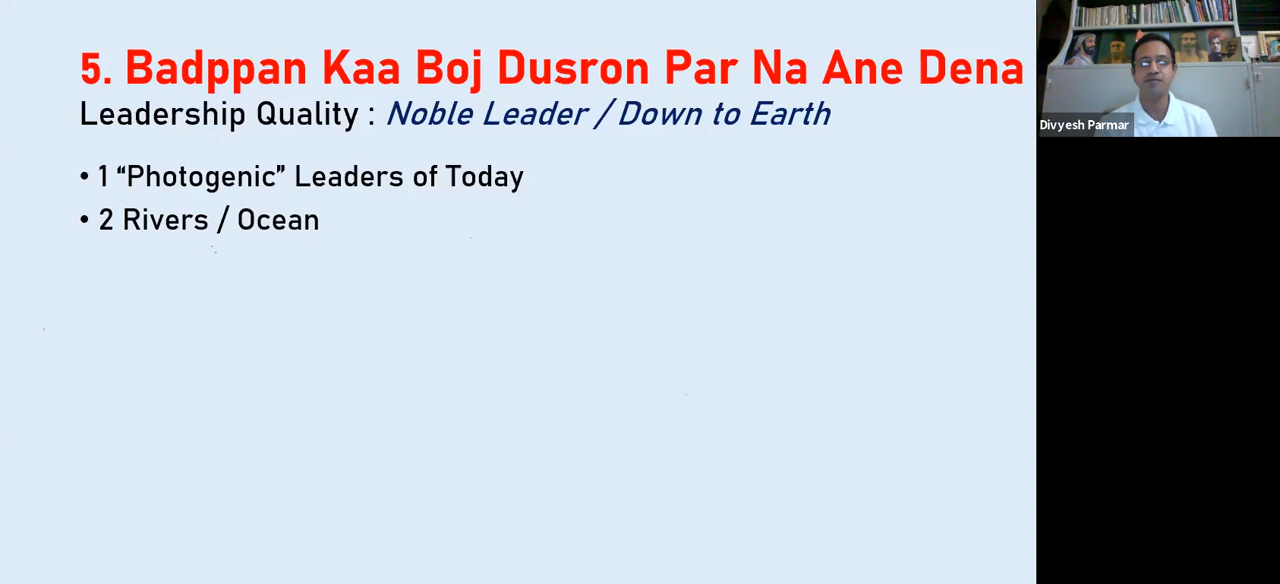 5. Badppan Kaa Boj Dusron Par Na Ane Dena
Leadership Quality : Noble Leader / Down to Earth
• 1 “Photogenic” Leaders of Today
• 2 Rivers / Ocean
Divyesh Parmar